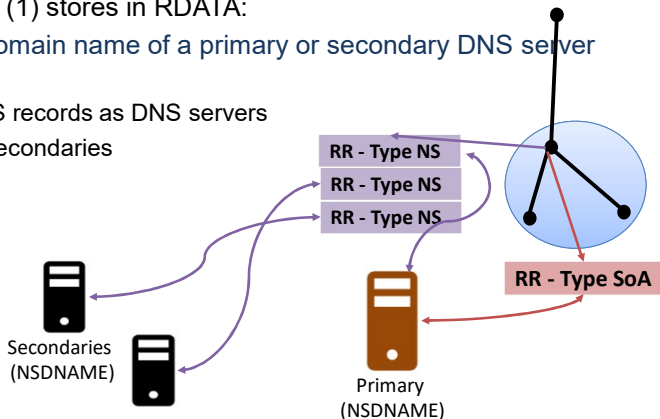 (1) stores in RDATA:
omain name of a primary or secondary DNS server
S records as DNS servers
econdaries
RR - Type NS
RR - Type NS
RR - Type NS
RR - Type SoA
Secondaries
(NSDNAME)
Primary
(NSDNAME)